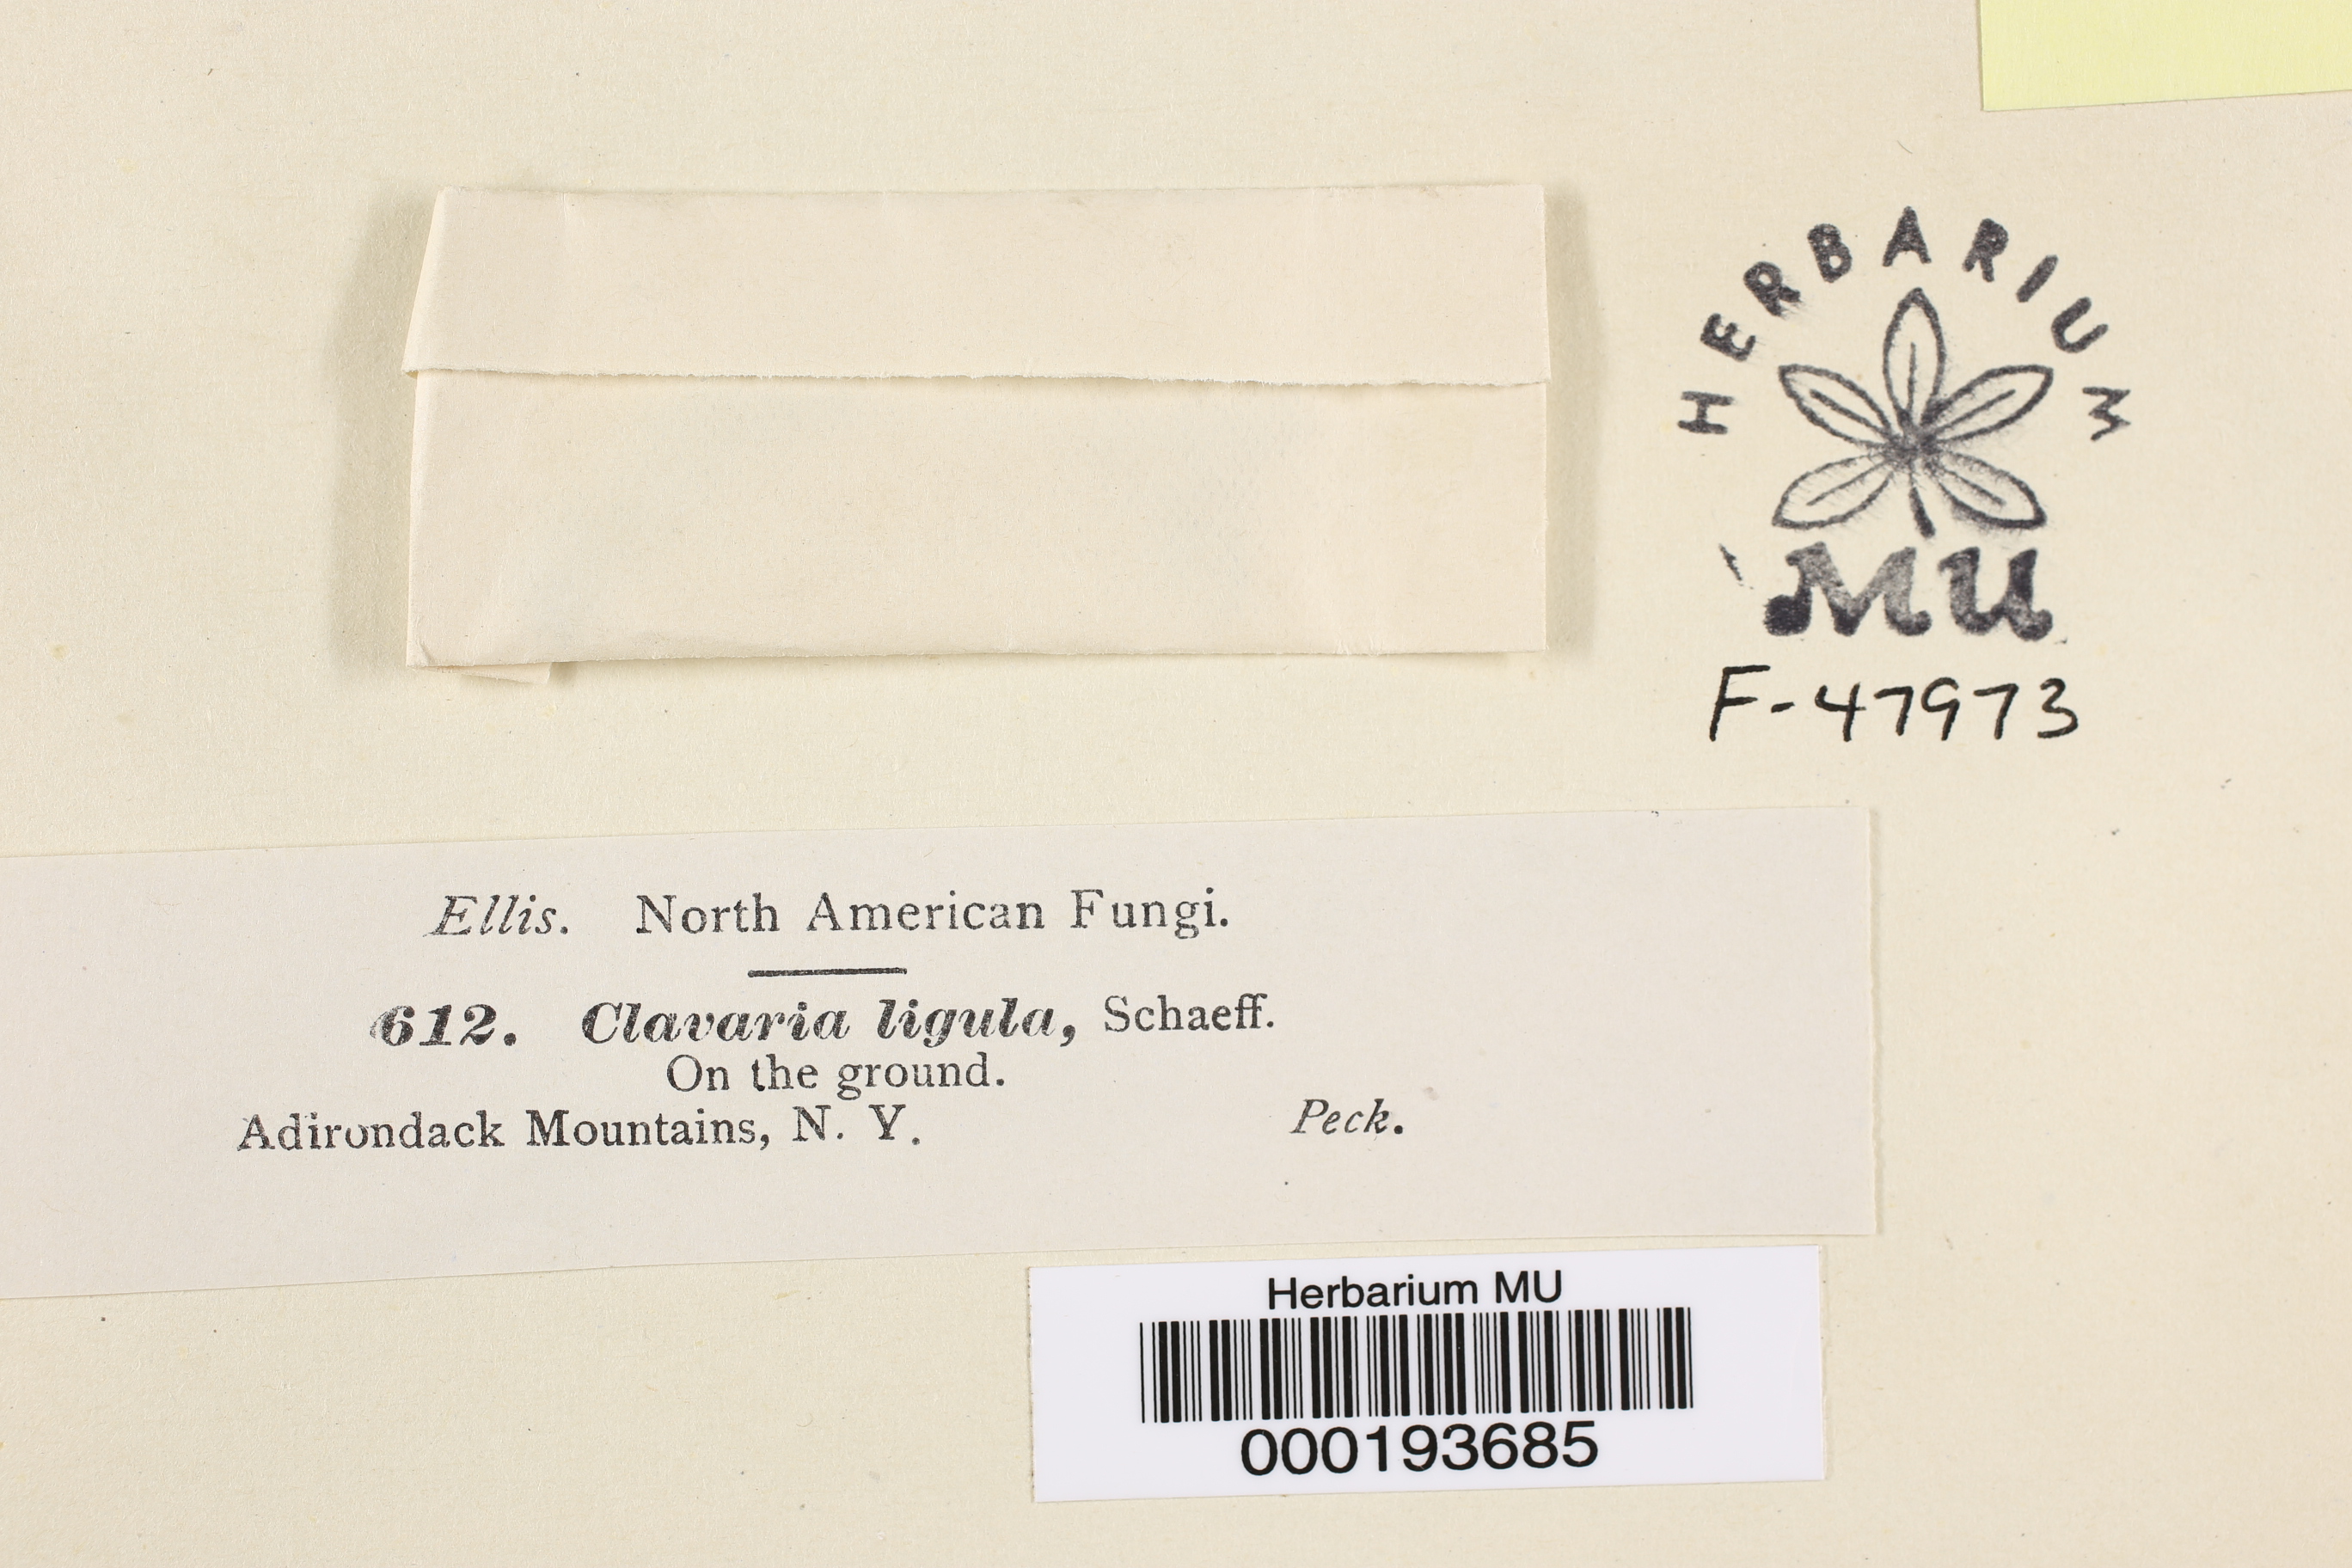 HERBARIUM
MU
F-47973
Ellis. North American Fungi.
612. Clavaria ligula, Schaeff.
On the ground.
Adirondack Mountains, N. Y.
Peck.
Herbarium MU
000193685